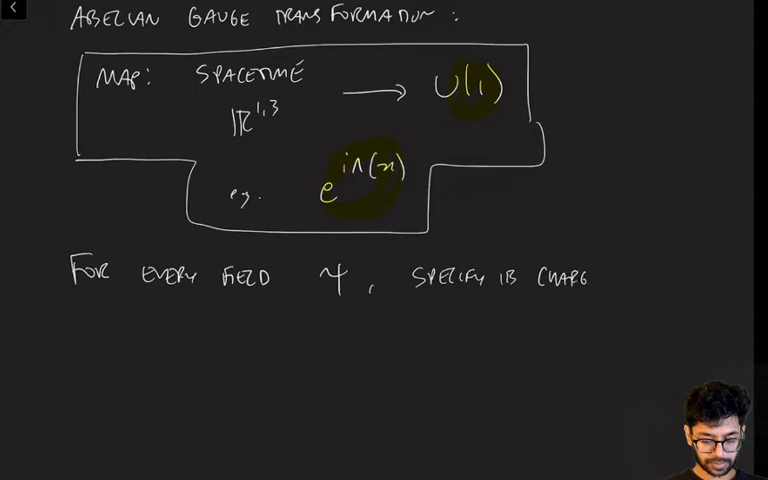 ABELIAN GAUGE TRANSFORMATION :
MAP: SPACETIME ⟶ U(1)
ℝ^{1,3}
eg. e^{iΛ(x)}
FOR EVERY FIELD ψ, SPECIFY ITS CHARG